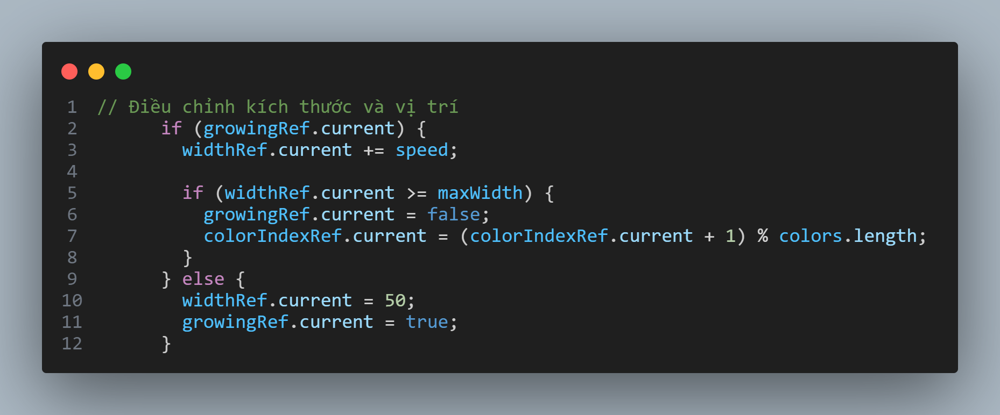 1 // Điều chỉnh kích thước và vị trí
2       if (growingRef.current) {
3         widthRef.current += speed;
4
5         if (widthRef.current >= maxWidth) {
6           growingRef.current = false;
7           colorIndexRef.current = (colorIndexRef.current + 1) % colors.length;
8         }
9       } else {
10         widthRef.current = 50;
11         growingRef.current = true;
12       }